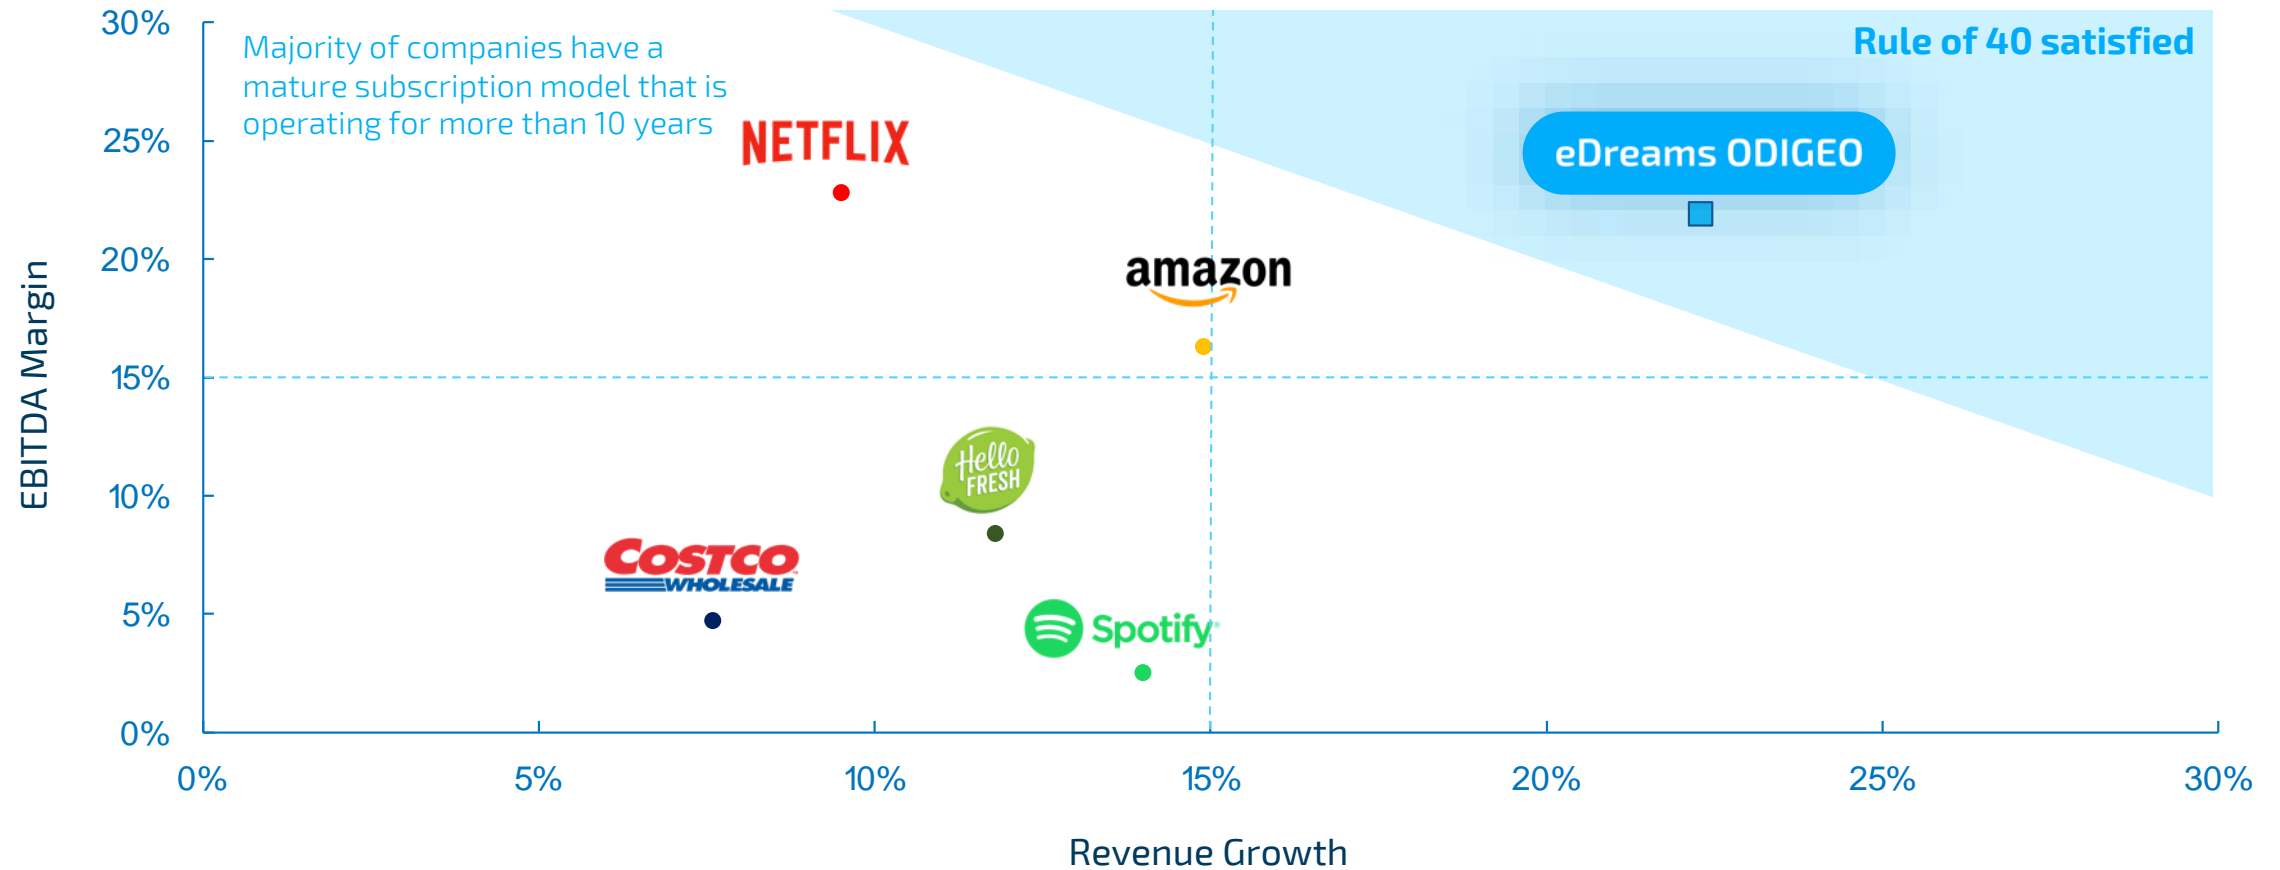 30%
Majority of companies have a
mature subscription model that is
operating for more than 10 years
Rule of 40 satisfied
25%
NETFLIX
eDreams ODIGEO
20%
amazon
15%
Hello
FRESH
10%
COSTCO
WHOLESALE
5%
Spotify
0%
0% 5% 10% 15% 20% 25% 30%
EBITDA Margin
Revenue Growth